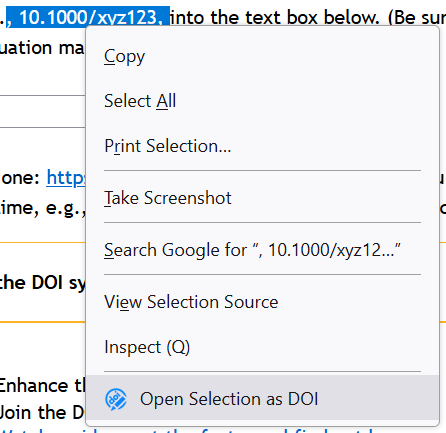 ., 10.1000/xyz123, into the text box below. (Be sur
uation ma
Copy
Select All
Print Selection...
one: http
Take Screenshot
ime, e.g.,
Search Google for “, 10.1000/xyz12...”
the DOI sy
View Selection Source
Inspect (Q)
Enhance th
doi Open Selection as DOI
Join the D